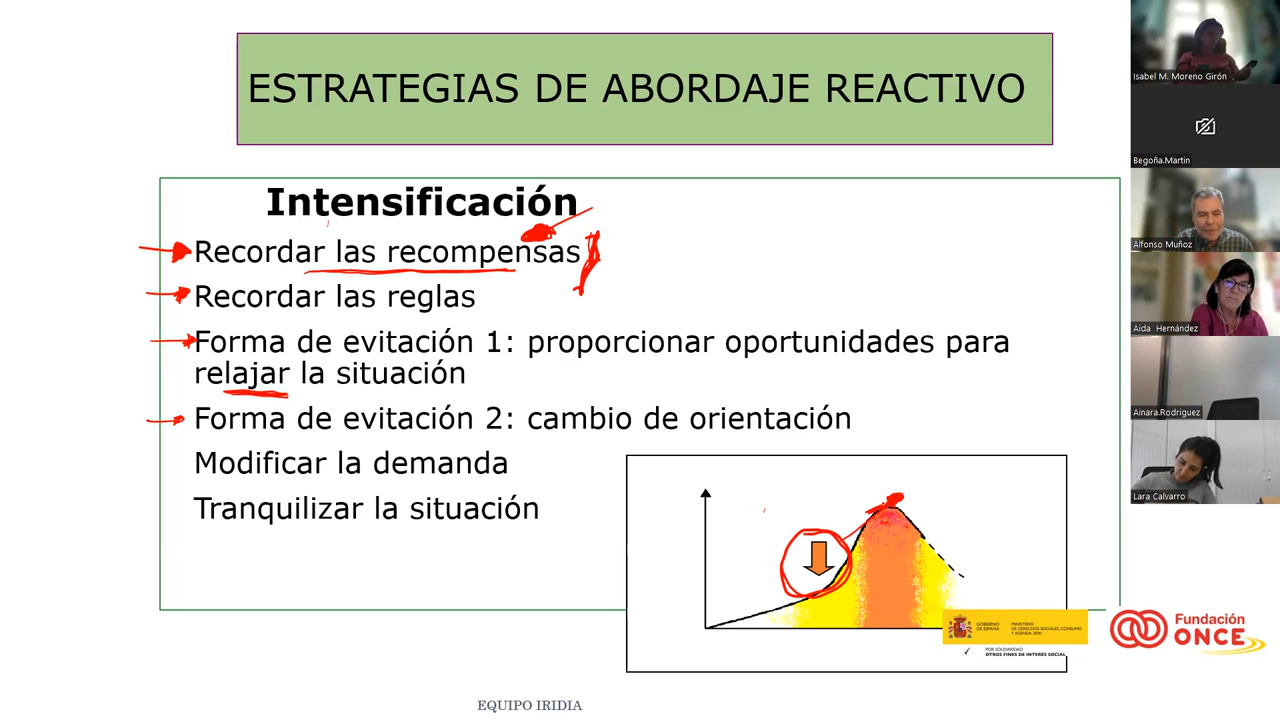 ESTRATEGIAS DE ABORDAJE REACTIVO
Intensificación
Recordar las recompensas
Recordar las reglas
Forma de evitación 1: proporcionar oportunidades para
relajar la situación
Forma de evitación 2: cambio de orientación
Modificar la demanda
Tranquilizar la situación
EQUIPO IRIDIA
GOBIERNO
DE ESPAÑA
MINISTERIO
DE DERECHOS SOCIALES, CONSUMO
Y AGENDA 2030
POR SOLIDARIDAD
OTROS FINES DE INTERÉS SOCIAL
Fundación
ONCE
Isabel M. Moreno Girón
Begoña.Martin
Alfonso Muñoz
Aida Hernández
Ainara.Rodriguez
Lara Calvarro